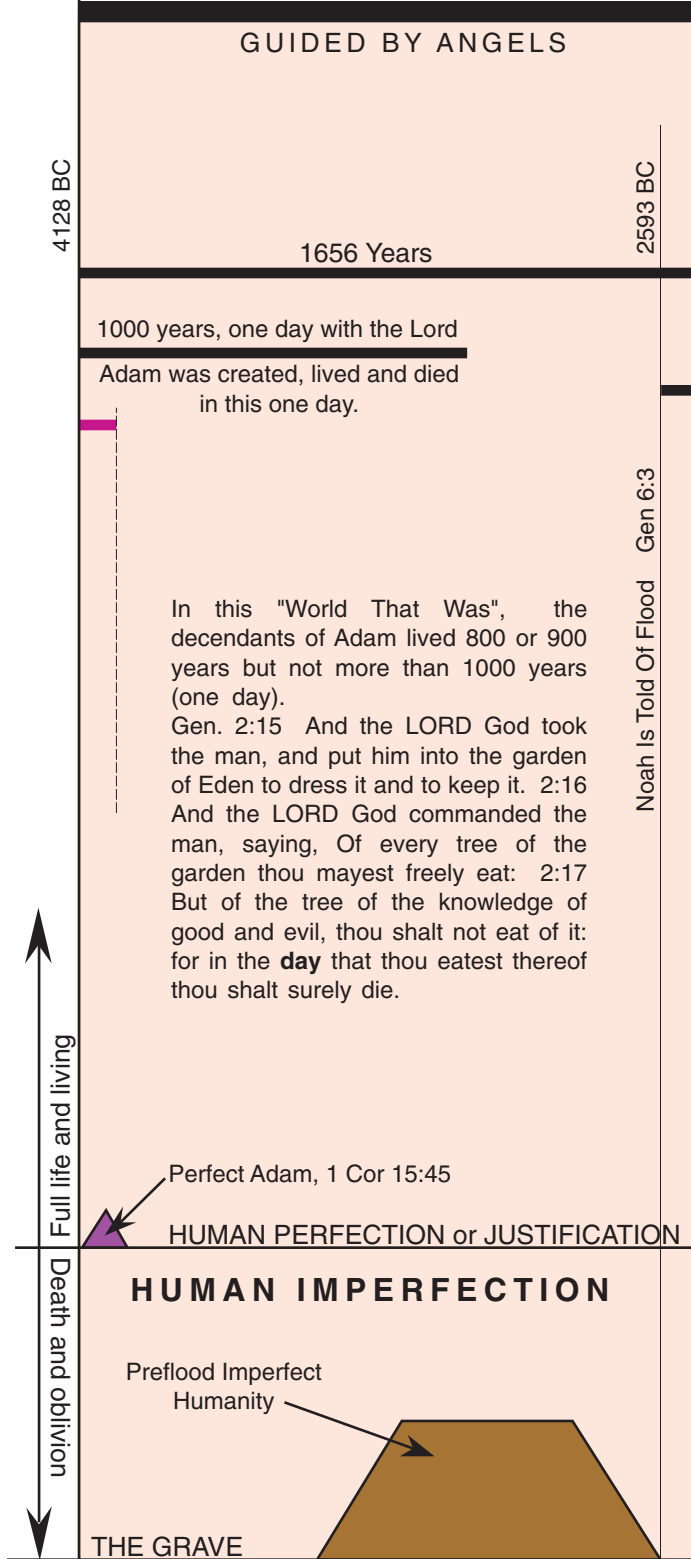 GUIDED BY ANGELS
4128 BC
2593 BC
1656 Years
1000 years, one day with the Lord
Adam was created, lived and died
in this one day.
Noah Is Told Of Flood Gen 6:3
In this "World That Was", the
decendants of Adam lived 800 or 900
years but not more than 1000 years
(one day).
Gen. 2:15 And the LORD God took
the man, and put him into the garden
of Eden to dress it and to keep it. 2:16
And the LORD God commanded the
man, saying, Of every tree of the
garden thou mayest freely eat: 2:17
But of the tree of the knowledge of
good and evil, thou shalt not eat of it:
for in the day that thou eatest thereof
thou shalt surely die.
Full life and living
Perfect Adam, 1 Cor 15:45
HUMAN PERFECTION or JUSTIFICATION
HUMAN IMPERFECTION
Death and oblivion
Preflood Imperfect
Humanity
THE GRAVE